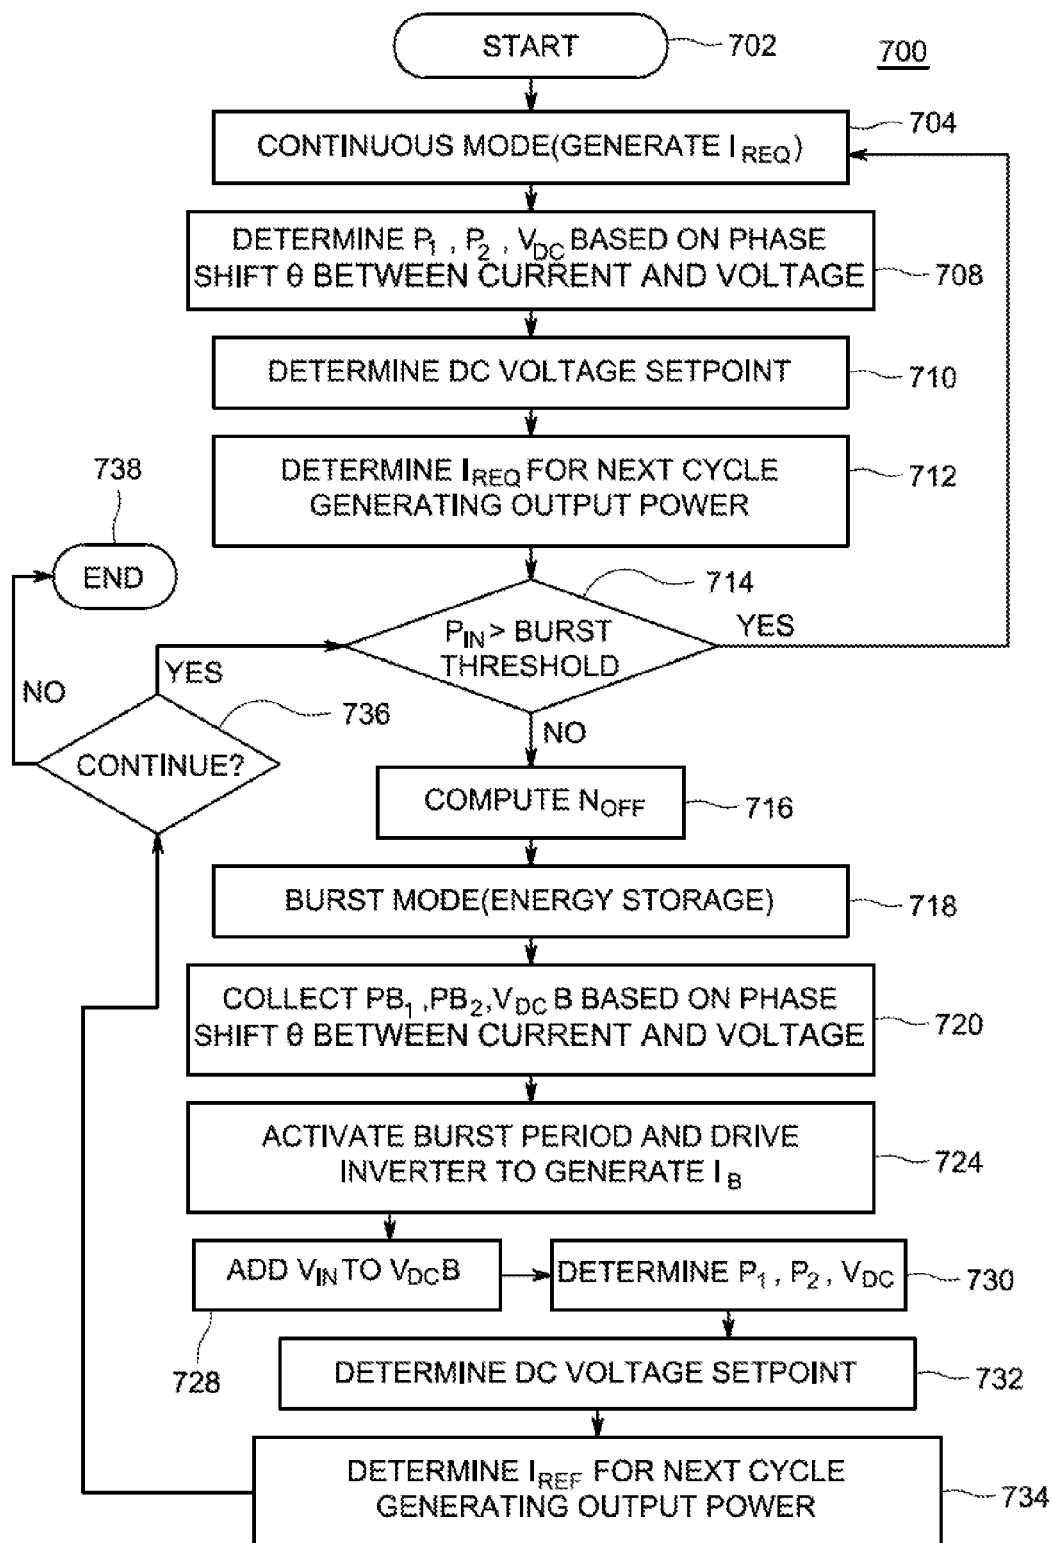 START
702
700
704
CONTINUOUS MODE(GENERATE I REQ)
DETERMINE P1 , P2 , VDC BASED ON PHASE
SHIFT θ BETWEEN CURRENT AND VOLTAGE
708
DETERMINE DC VOLTAGE SETPOINT
710
DETERMINE IREQ FOR NEXT CYCLE
GENERATING OUTPUT POWER
712
738
END
714
PIN > BURST
THRESHOLD
YES
YES
NO
736
CONTINUE?
NO
COMPUTE NOFF
716
BURST MODE(ENERGY STORAGE)
718
COLLECT PB1 ,PB2,VDC B BASED ON PHASE
SHIFT θ BETWEEN CURRENT AND VOLTAGE
720
ACTIVATE BURST PERIOD AND DRIVE
INVERTER TO GENERATE I B
724
ADD VIN TO VDC B
728
DETERMINE P1 , P2 , VDC
730
DETERMINE DC VOLTAGE SETPOINT
732
DETERMINE IREF FOR NEXT CYCLE
GENERATING OUTPUT POWER
734